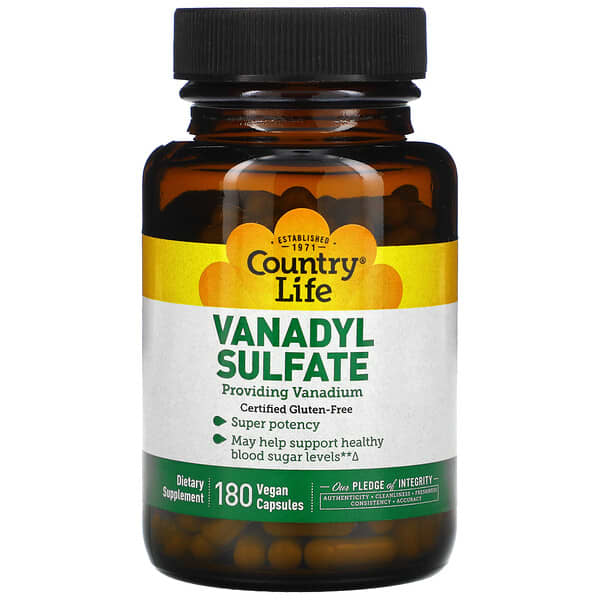 ESTABLISHED
1971
Country®
Life
VANADYL
SULFATE
Providing Vanadium
Certified Gluten-Free
Super potency
May help support healthy
blood sugar levels**Δ
Dietary
Supplement
180 Vegan
Capsules
Our PLEDGE of INTEGRITY
AUTHENTICITY • CLEANLINESS • FRESHNESS
CONSISTENCY • ACCURACY